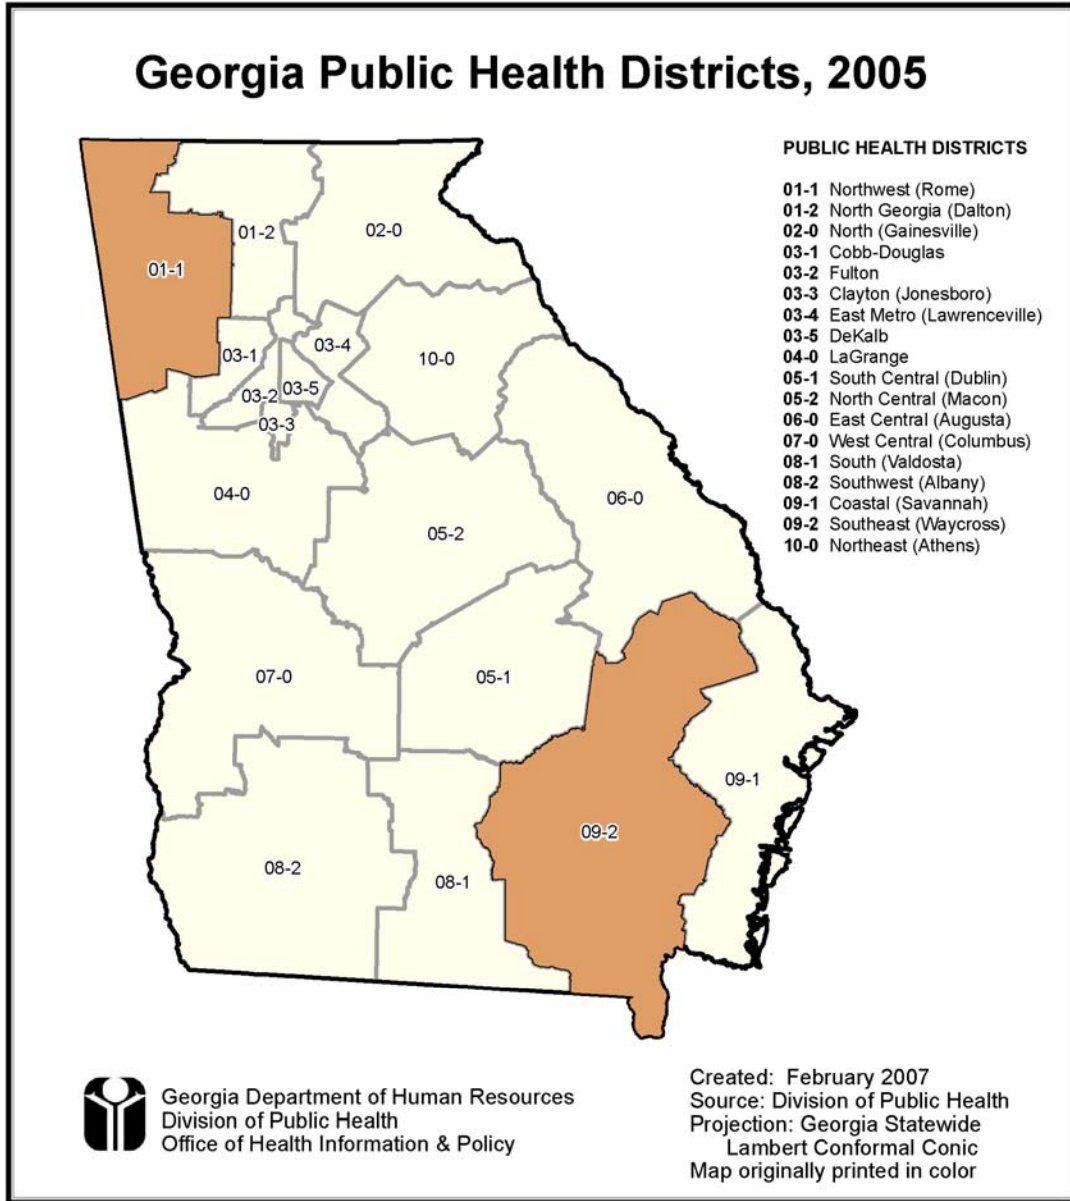 Georgia Public Health Districts, 2005
PUBLIC HEALTH DISTRICTS
01-1 Northwest (Rome)
01-2 North Georgia (Dalton)
02-0 North (Gainesville)
03-1 Cobb-Douglas
03-2 Fulton
03-3 Clayton (Jonesboro)
03-4 East Metro (Lawrenceville)
03-5 DeKalb
04-0 LaGrange
05-1 South Central (Dublin)
05-2 North Central (Macon)
06-0 East Central (Augusta)
07-0 West Central (Columbus)
08-1 South (Valdosta)
08-2 Southwest (Albany)
09-1 Coastal (Savannah)
09-2 Southeast (Waycross)
10-0 Northeast (Athens)
01-2
02-0
01-1
03-4
03-1
10-0
03-5
03-2
03-3
04-0
06-0
05-2
07-0
05-1
09-1
09-2
08-2
08-1
Georgia Department of Human Resources
Division of Public Health
Office of Health Information & Policy
Created: February 2007
Source: Division of Public Health
Projection: Georgia Statewide
Lambert Conformal Conic
Map originally printed in color